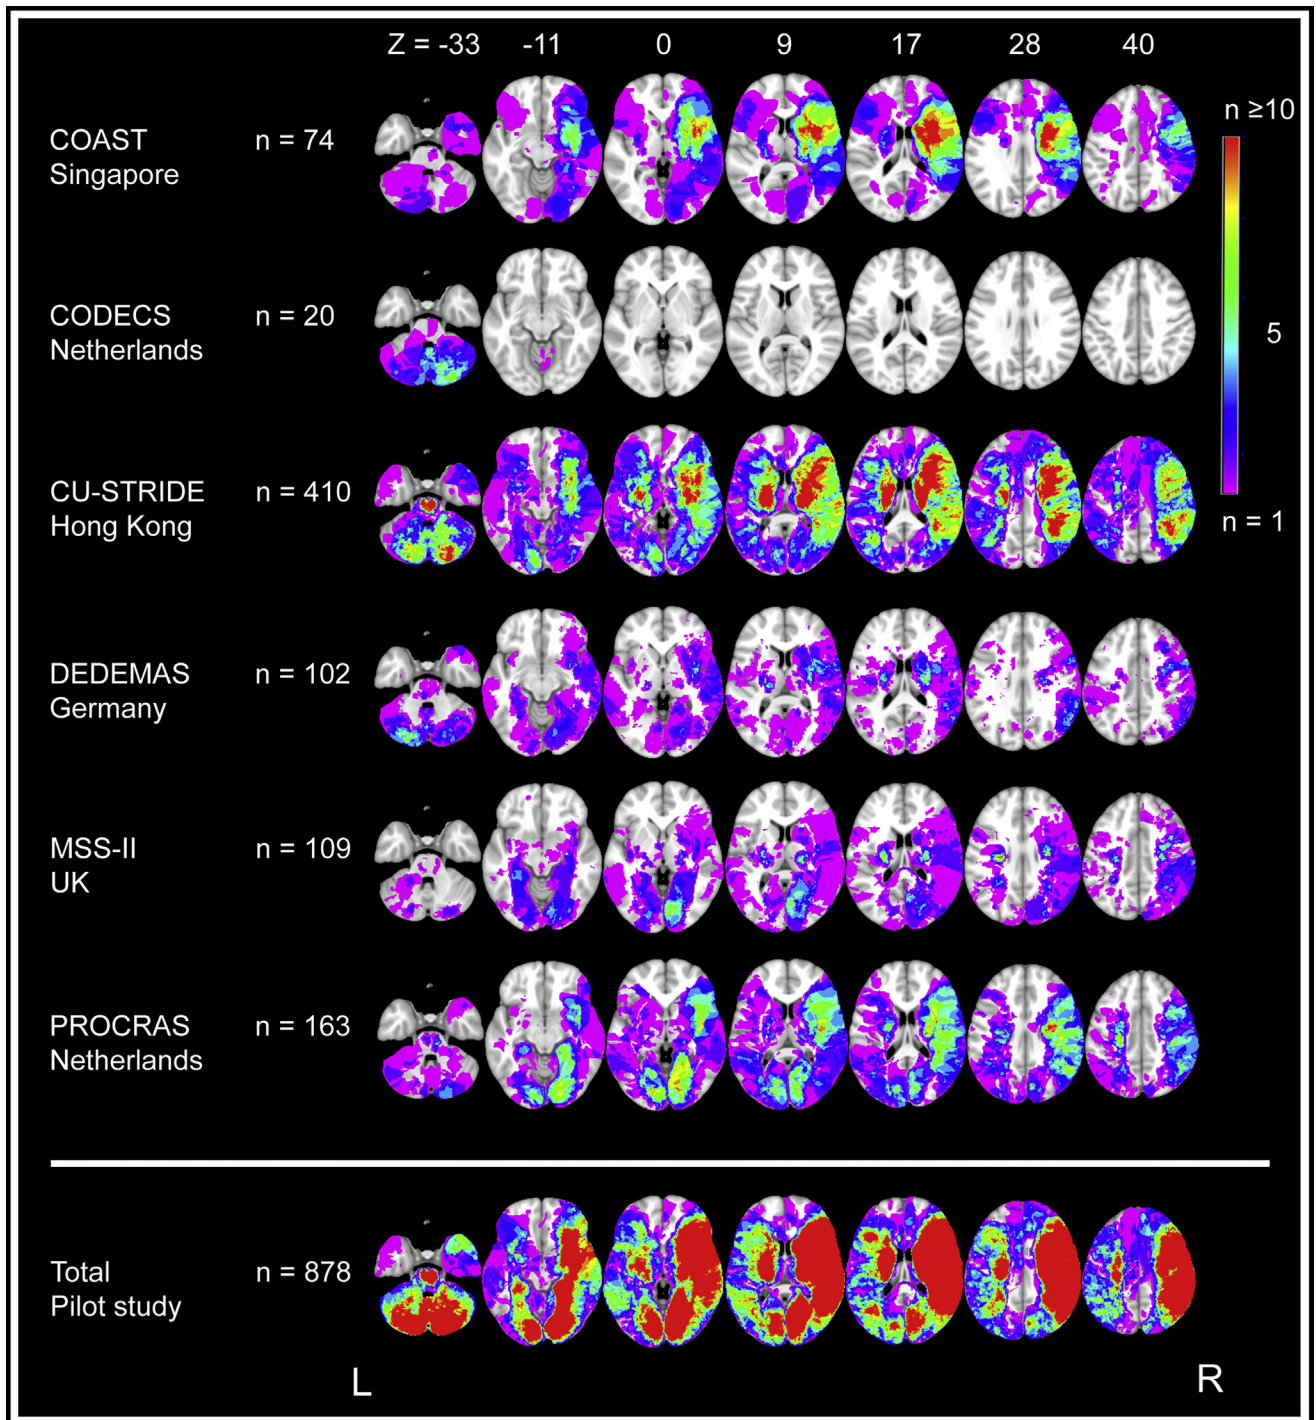 Z = -33 -11 0 9 17 28 40
n ≥10
COAST
Singapore
n = 74
CODECS
Netherlands
n = 20
5
CU-STRIDE
Hong Kong
n = 410
n = 1
DEDEMAS
Germany
n = 102
MSS-II
UK
n = 109
PROCRAS
Netherlands
n = 163
Total
Pilot study
n = 878
L R